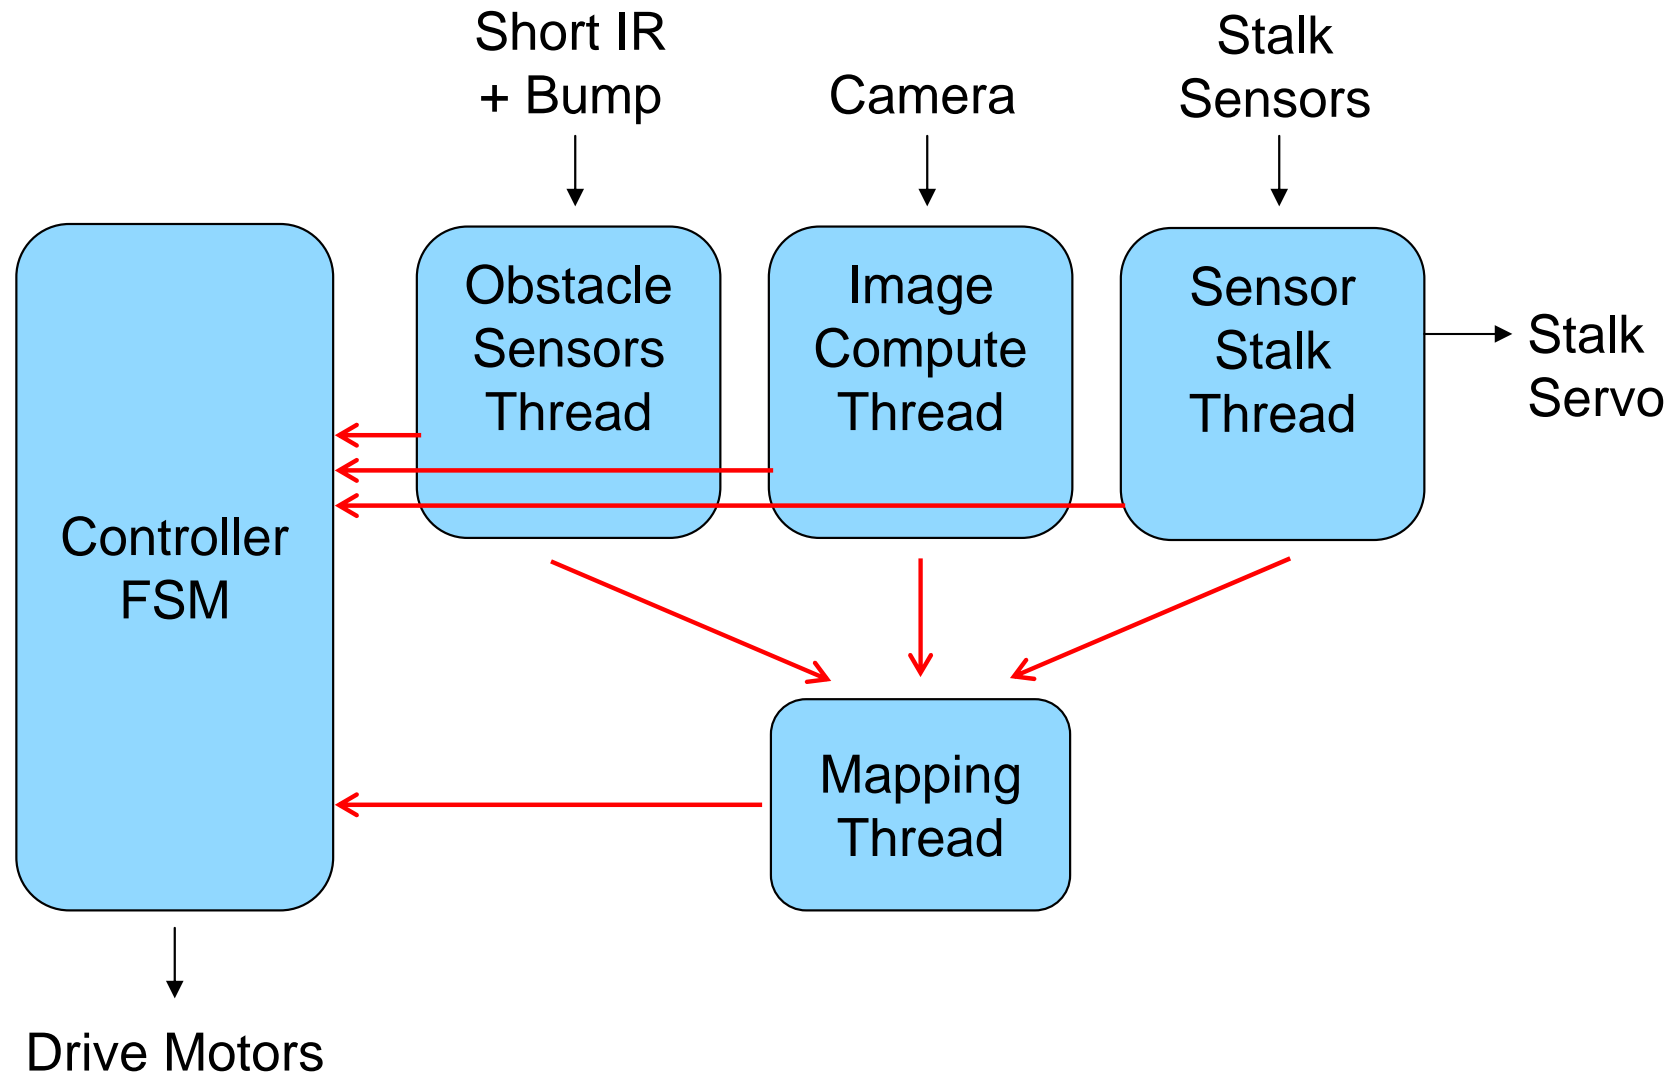 Short IR
+ Bump
Camera
Stalk
Sensors
Obstacle
Sensors
Thread
Image
Compute
Thread
Sensor
Stalk
Thread
Stalk
Servo
Controller
FSM
Mapping
Thread
Drive Motors